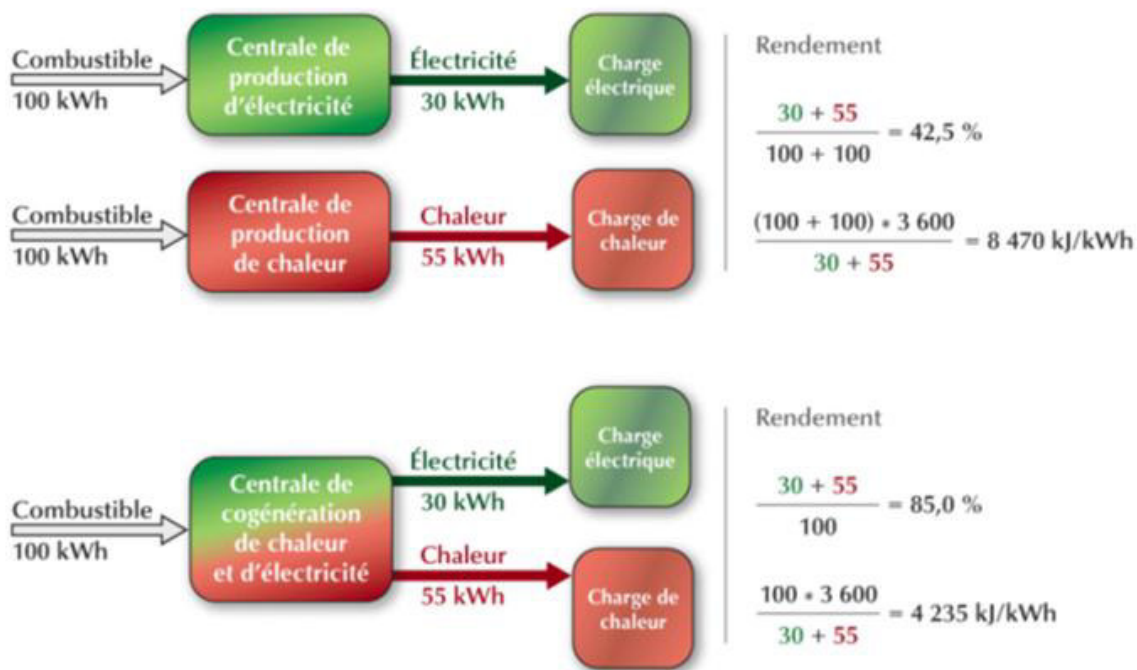 Combustible
100 kWh
Centrale de
production
d'électricité
Électricité
30 kWh
Charge
électrique
Rendement
30 + 55
100 + 100
= 42,5 %
Combustible
100 kWh
Centrale de
production
de chaleur
Chaleur
55 kWh
Charge de
chaleur
(100 + 100) • 3 600
30 + 55
= 8 470 kJ/kWh
Combustible
100 kWh
Centrale de
cogénération
de chaleur
et d'électricité
Électricité
30 kWh
Charge
électrique
Chaleur
55 kWh
Charge de
chaleur
Rendement
30 + 55
100
= 85,0 %
100 • 3 600
30 + 55
= 4 235 kJ/kWh